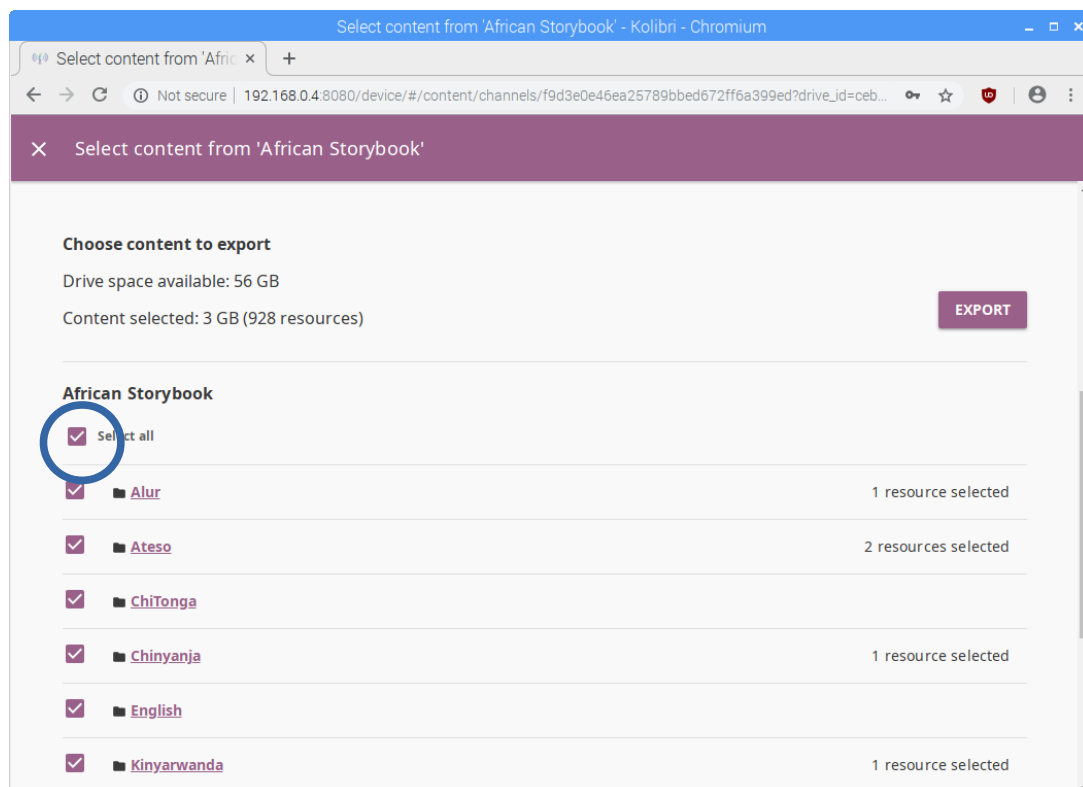 Select content from 'African Storybook' - Kolibri - Chromium
Select content from 'Afric
Not secure | 192.168.0.4:8080/device/#/content/channels/f9d3e0e46ea25789bbed672ff6a399ed?drive_id=ceb...
Select content from 'African Storybook'
Choose content to export
Drive space available: 56 GB
Content selected: 3 GB (928 resources)
EXPORT
African Storybook
Select all
Alur 1 resource selected
Ateso 2 resources selected
ChiTonga
Chinyanja 1 resource selected
English
Kinyarwanda 1 resource selected